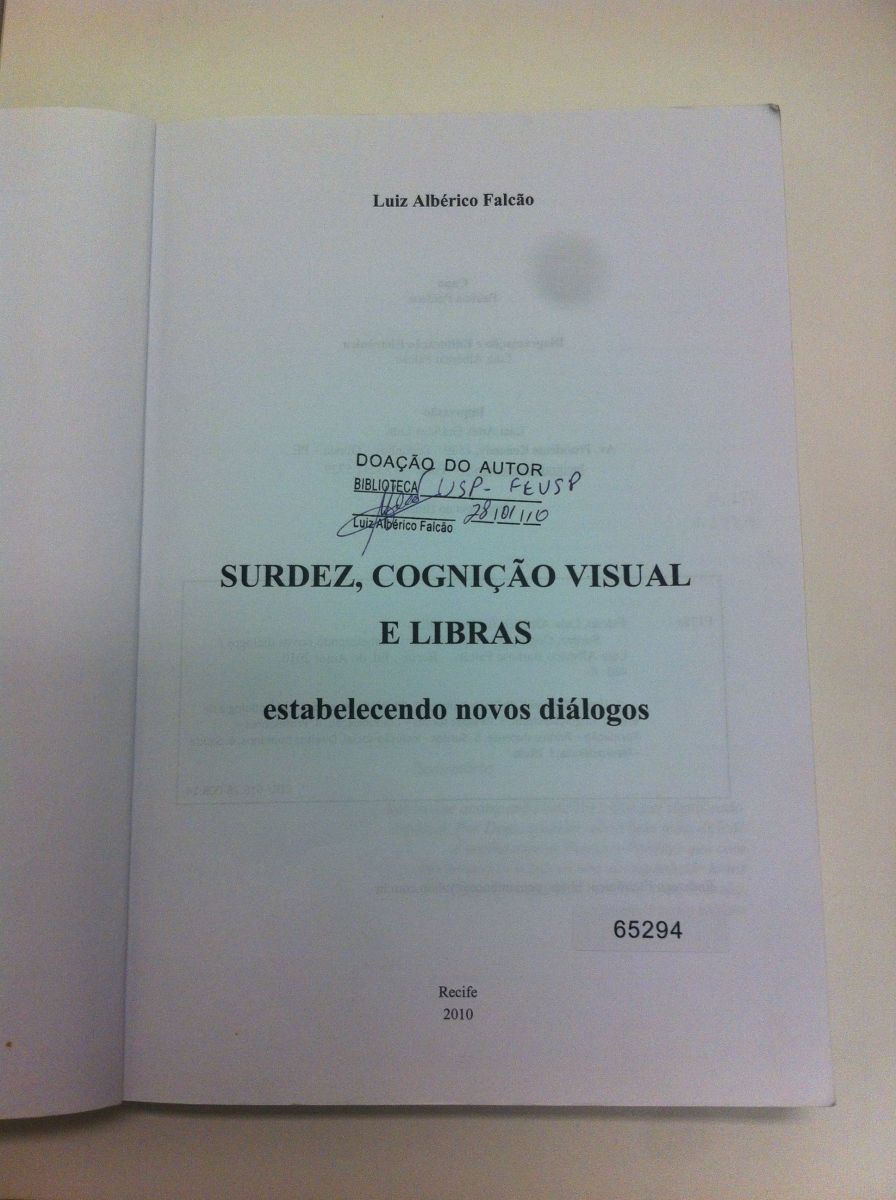 Luiz Albérico Falcão
DOAÇÃO DO AUTOR
BIBLIOTECA USP - FEUSP
28/01/10
Luiz Albérico Falcão
SURDEZ, COGNIÇÃO VISUAL
E LIBRAS
estabelecendo novos diálogos
65294
Recife
2010